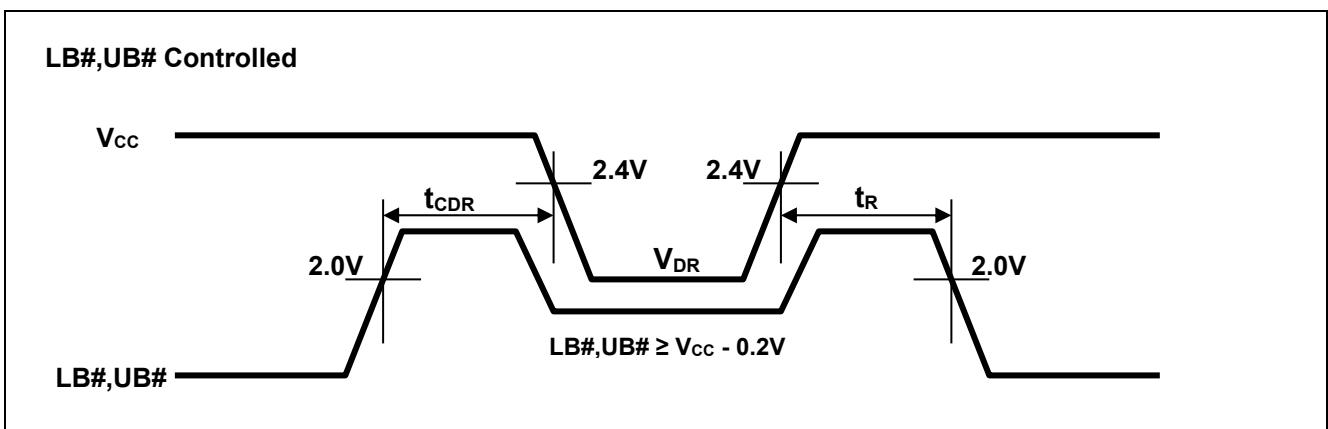 LB#,UB# Controlled
Vcc
2.4V 2.4V
tCDR tR
2.0V VDR 2.0V
LB#,UB# ≥ Vcc - 0.2V
LB#,UB#